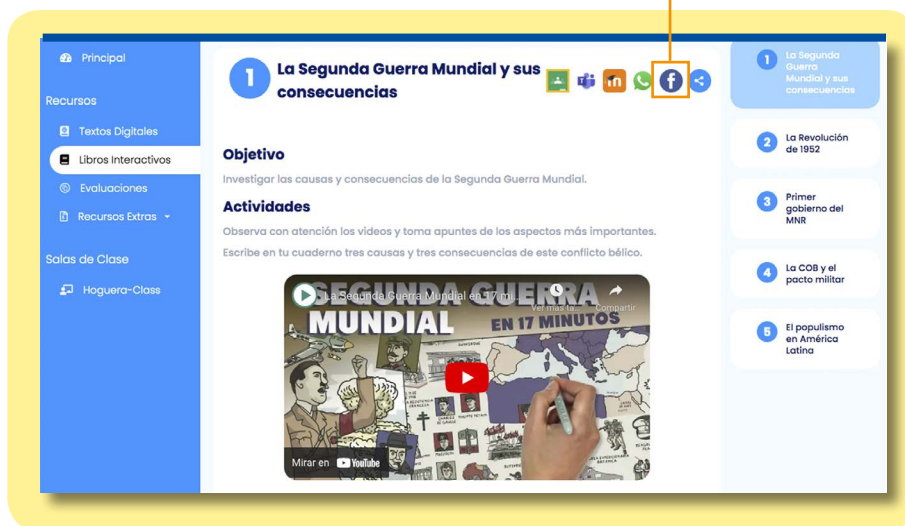 Principal
Recursos
Textos Digitales
Libros Interactivos
Evaluaciones
Recursos Extras
Salas de Clase
Hoguera-Class
1
La Segunda Guerra Mundial y sus
consecuencias
Objetivo
Investigar las causas y consecuencias de la Segunda Guerra Mundial.
Actividades
Observa con atención los videos y toma apuntes de los aspectos más importantes.
Escribe en tu cuaderno tres causas y tres consecuencias de este conflicto bélico.
La Segunda Guerra Mundial en 17 mi...
Ver más ta...
Compartir
SEGUNDA GUERRA
MUNDIAL
EN 17 MINUTOS
Mirar en YouTube
1
La Segunda
Guerra
Mundial y sus
consecuencias
2
La Revolución
de 1952
3
Primer
gobierno del
MNR
4
La COB y el
pacto militar
5
El populismo
en América
Latina